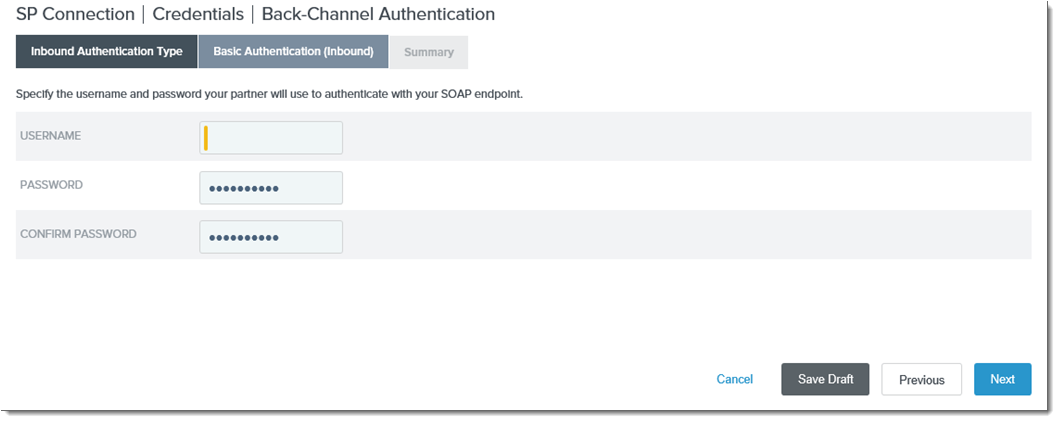 SP Connection | Credentials | Back-Channel Authentication
Inbound Authentication Type Basic Authentication (Inbound) Summary
Specify the username and password your partner will use to authenticate with your SOAP endpoint.
USERNAME
PASSWORD ••••••••••
CONFIRM PASSWORD ••••••••••
Cancel Save Draft Previous Next